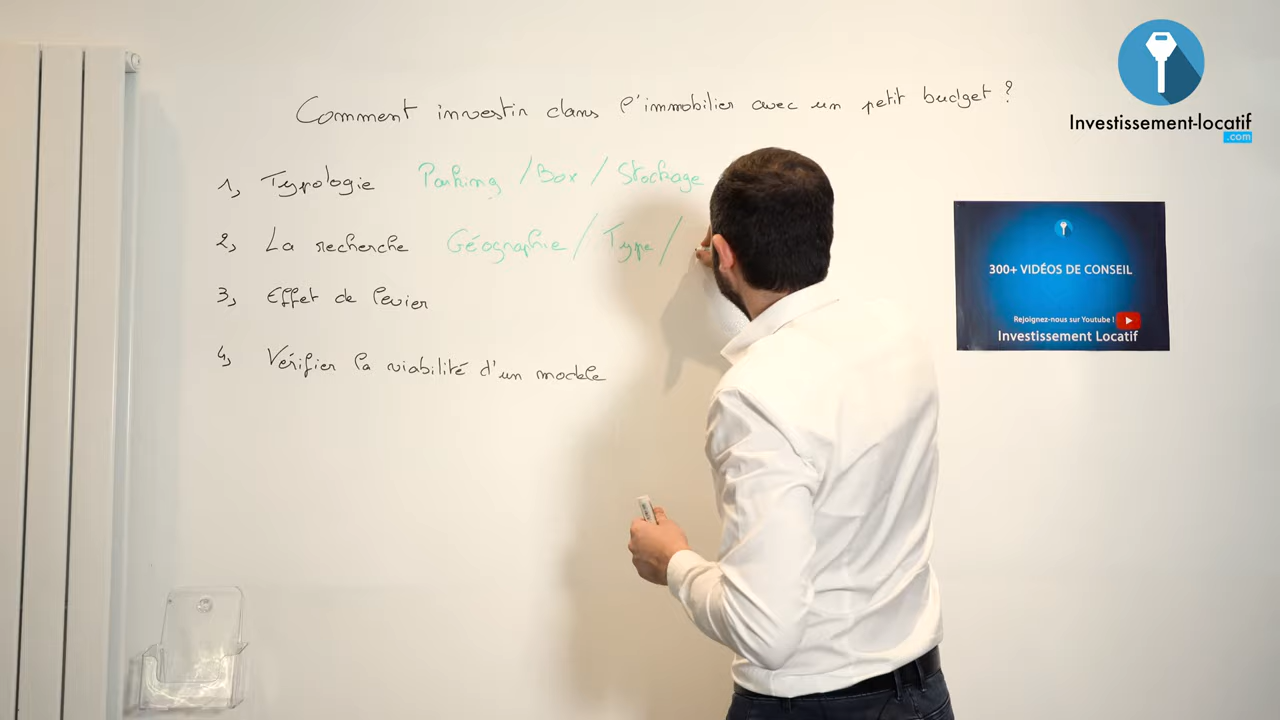 Comment investir dans l'immobilier avec un petit budget ?
1, Typologie Parking / Box / Stockage
2, La recherche Géographie / Type /
3, Effet de levier
4, Vérifier la viabilité d'un modèle
Investissement-locatif
.com
300+ VIDÉOS DE CONSEIL
Rejoignez-nous sur Youtube !
Investissement Locatif